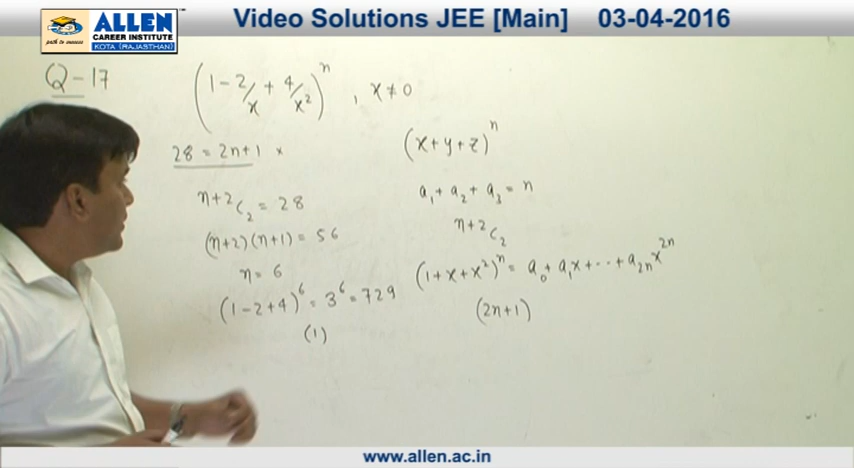 Video Solutions JEE [Main] 03-04-2016
ALLEN
CAREER INSTITUTE
KOTA (RAJASTHAN)
path to success
Q-17
(1 - 2/x + 4/x²)ⁿ , x ≠ 0
28 = 2n+1 ×
n+2C₂ = 28
(n+2)(n+1) = 56
n = 6
(1-2+4)⁶ = 3⁶ = 729
(1)
(x+y+z)ⁿ
a₁ + a₂ + a₃ = n
n+2C₂
(1+x+x²)ⁿ = a₀ + a₁x + ·· + a₂ₙx²ⁿ
(2n+1)
www.allen.ac.in